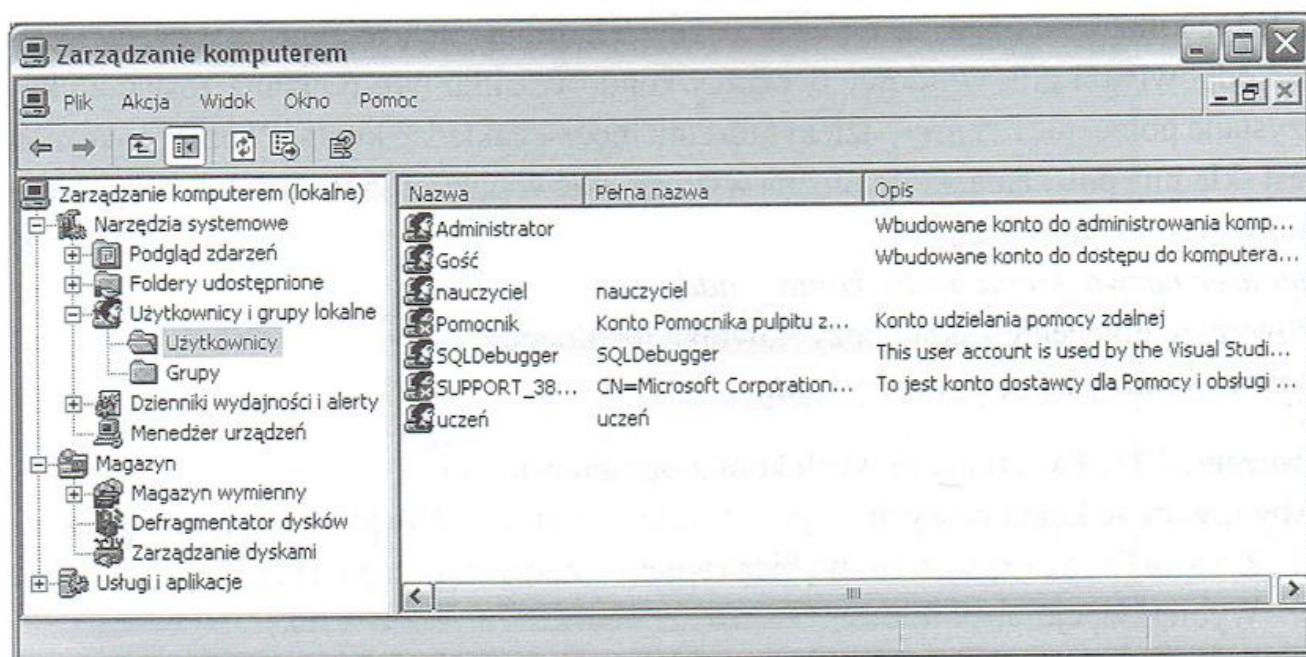 Zarządzanie komputerem
Plik Akcja Widok Okno Pomoc
Zarządzanie komputerem (lokalne)
Narzędzia systemowe
Podgląd zdarzeń
Foldery udostępnione
Użytkownicy i grupy lokalne
Użytkownicy
Grupy
Dzienniki wydajności i alerty
Menedżer urządzeń
Magazyn
Magazyn wymienny
Defragmentator dysków
Zarządzanie dyskami
Usługi i aplikacje
Nazwa Pełna nazwa Opis
Administrator Wbudowane konto do administrowania komp...
Gość Wbudowane konto do dostępu do komputera...
nauczyciel nauczyciel
Pomocnik Konto Pomocnika pulpitu z... Konto udzielania pomocy zdalnej
SQLDebugger SQLDebugger This user account is used by the Visual Studi...
SUPPORT_38... CN=Microsoft Corporation... To jest konto dostawcy dla Pomocy i obsługi ...
uczeń uczeń